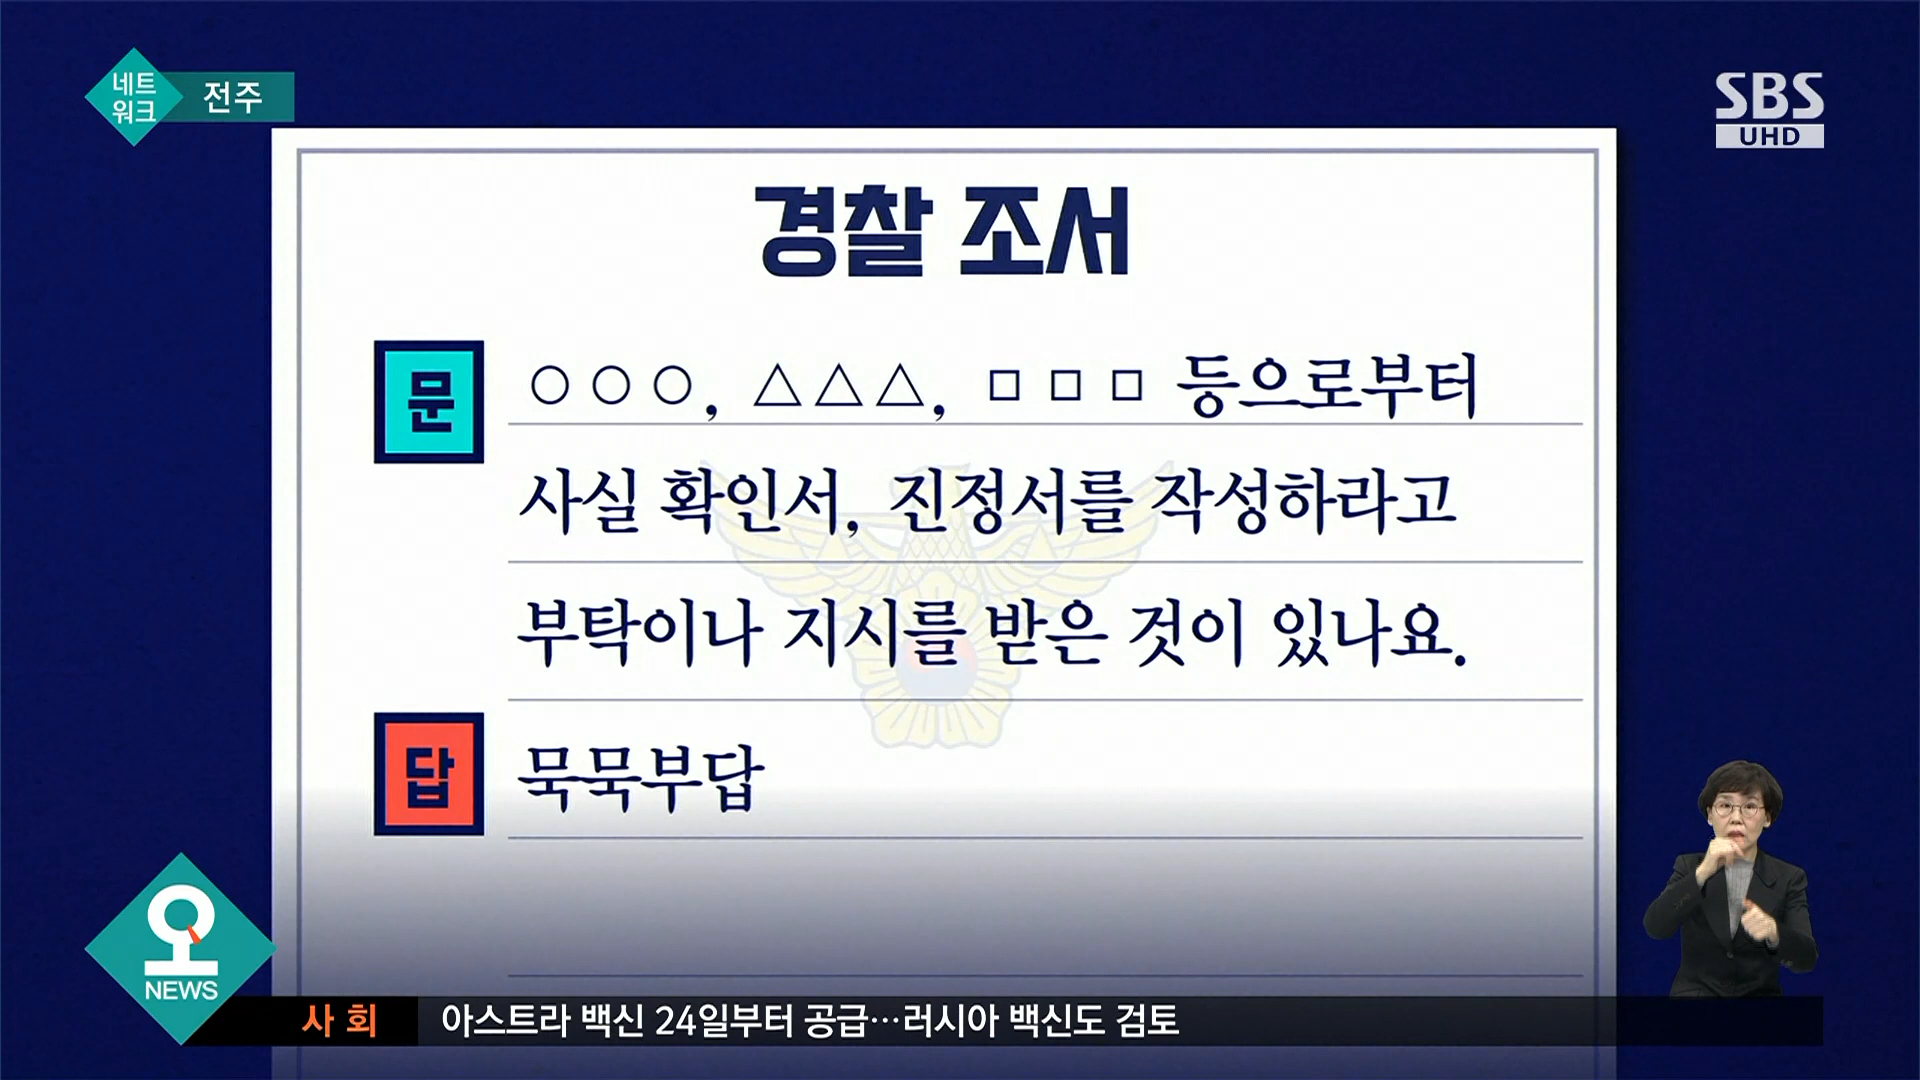 네트
워크
전주
SBS
UHD
경찰 조서
문
○○○, △△△, □□□ 등으로부터
사실 확인서, 진정서를 작성하라고
부탁이나 지시를 받은 것이 있나요.
답
묵묵부답
오
NEWS
사회
아스트라 백신 24일부터 공급…러시아 백신도 검토